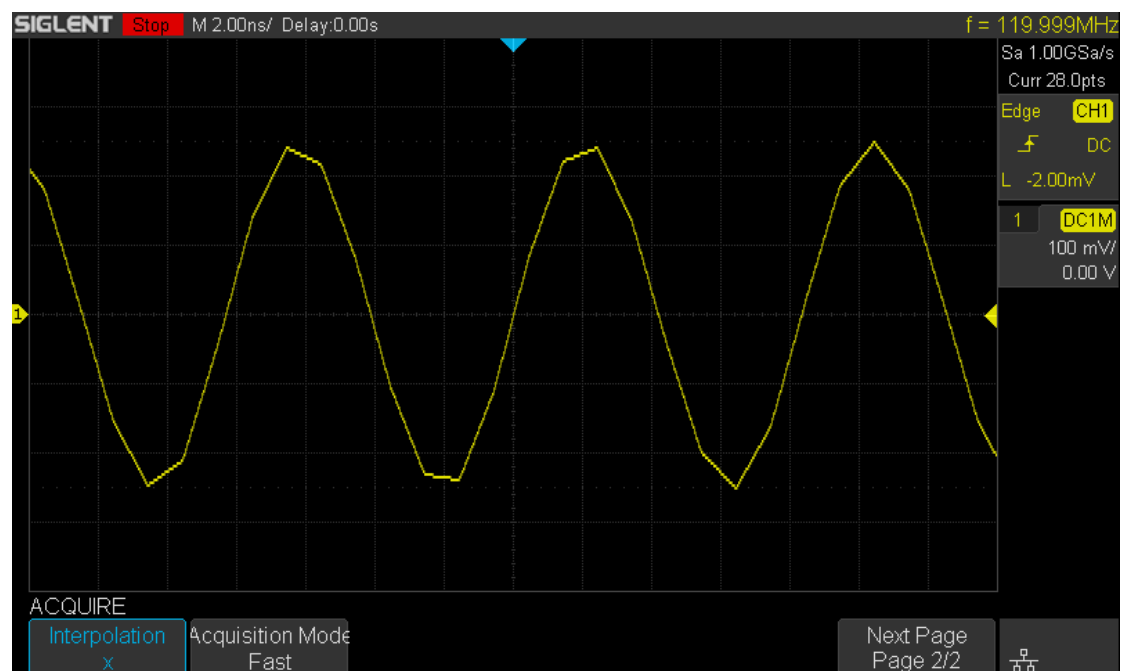 SIGLENT Stop M 2.00ns/ Delay:0.00s f = 119.999MHz
Sa 1.00GSa/s
Curr 28.0pts
Edge CH1
DC
L -2.00mV
1 DC1M
100 mV/
0.00 V
1
ACQUIRE
Interpolation
x
Acquisition Mode
Fast
Next Page
Page 2/2